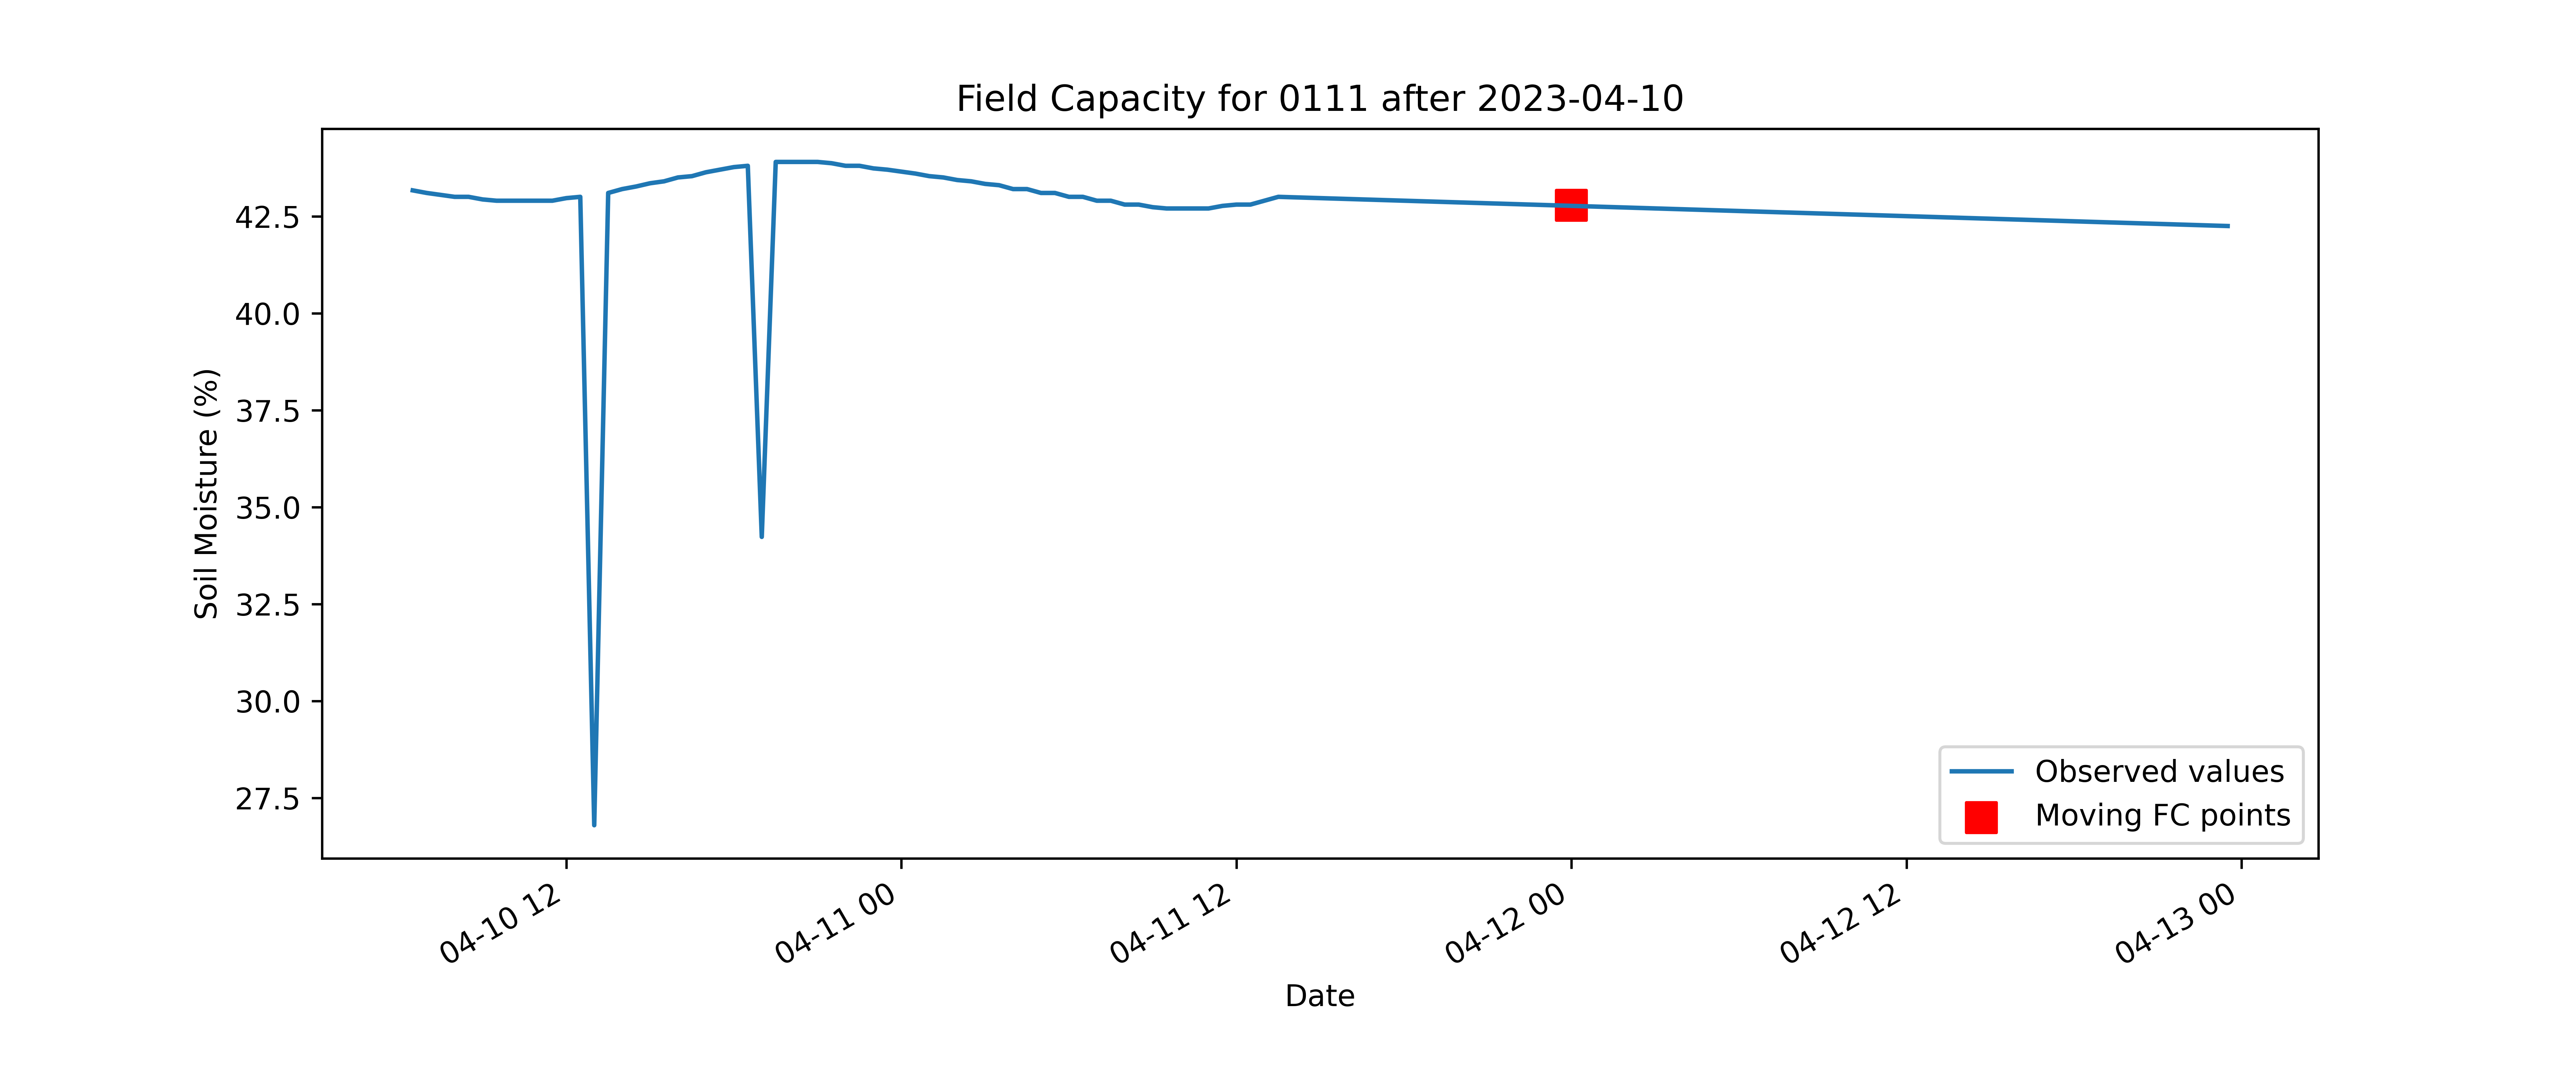 Field Capacity for 0111 after 2023-04-10
Soil Moisture (%)
42.5
40.0
37.5
35.0
32.5
30.0
27.5
Observed values
Moving FC points
04-10 12
04-11 00
04-11 12
04-12 00
04-12 12
04-13 00
Date